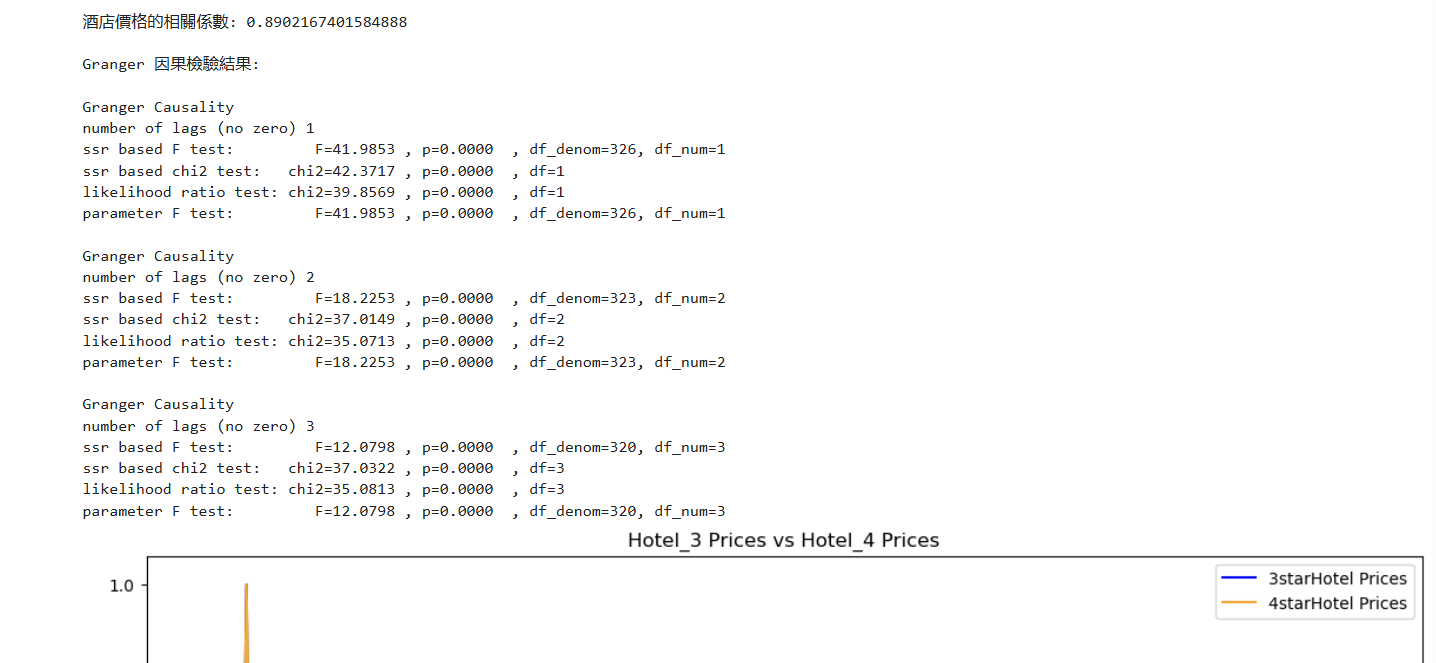 酒店價格的相關係數: 0.8902167401584888
Granger 因果檢驗結果:
Granger Causality
number of lags (no zero) 1
ssr based F test:         F=41.9853 , p=0.0000  , df_denom=326, df_num=1
ssr based chi2 test:   chi2=42.3717 , p=0.0000  , df=1
likelihood ratio test: chi2=39.8569 , p=0.0000  , df=1
parameter F test:         F=41.9853 , p=0.0000  , df_denom=326, df_num=1
Granger Causality
number of lags (no zero) 2
ssr based F test:         F=18.2253 , p=0.0000  , df_denom=323, df_num=2
ssr based chi2 test:   chi2=37.0149 , p=0.0000  , df=2
likelihood ratio test: chi2=35.0713 , p=0.0000  , df=2
parameter F test:         F=18.2253 , p=0.0000  , df_denom=323, df_num=2
Granger Causality
number of lags (no zero) 3
ssr based F test:         F=12.0798 , p=0.0000  , df_denom=320, df_num=3
ssr based chi2 test:   chi2=37.0322 , p=0.0000  , df=3
likelihood ratio test: chi2=35.0813 , p=0.0000  , df=3
parameter F test:         F=12.0798 , p=0.0000  , df_denom=320, df_num=3
Hotel_3 Prices vs Hotel_4 Prices
1.0
3starHotel Prices
4starHotel Prices